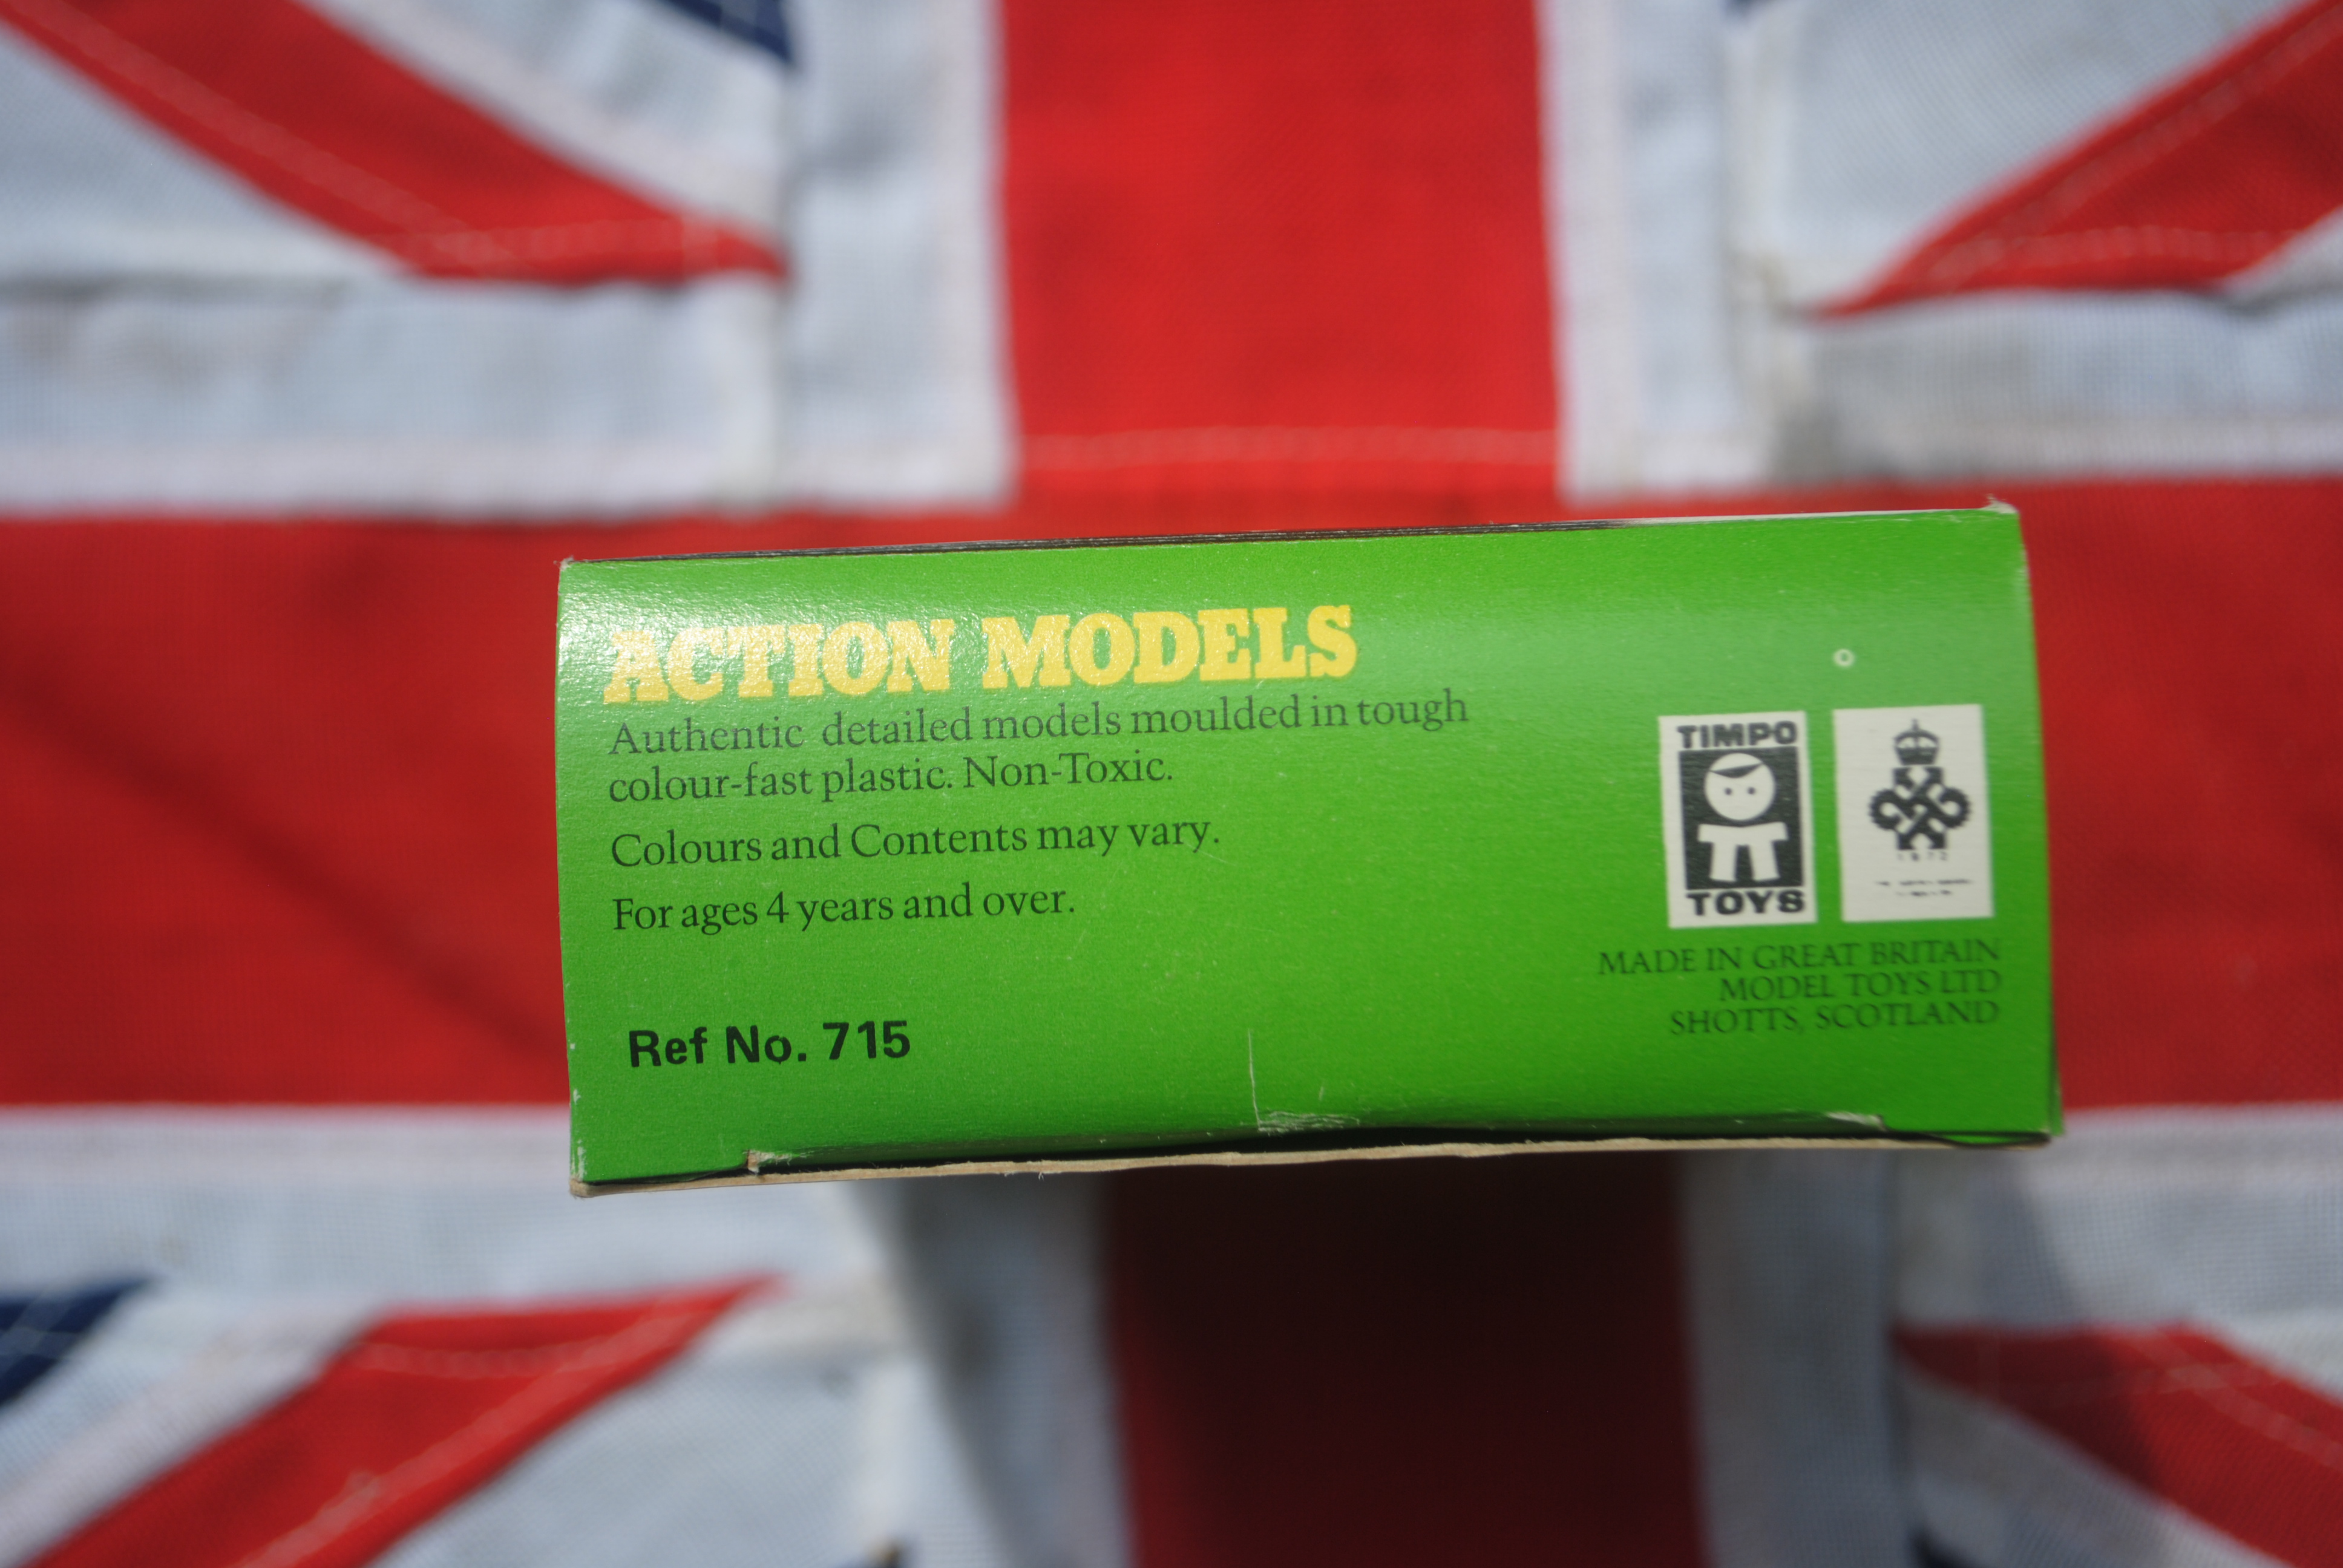 ACTION MODELS
Authentic detailed models moulded in tough
colour-fast plastic. Non-Toxic.
Colours and Contents may vary.
For ages 4 years and over.
Ref No. 715
TIMPO
TOYS
MADE IN GREAT BRITAIN
MODEL TOYS LTD
SHOTTS, SCOTLAND